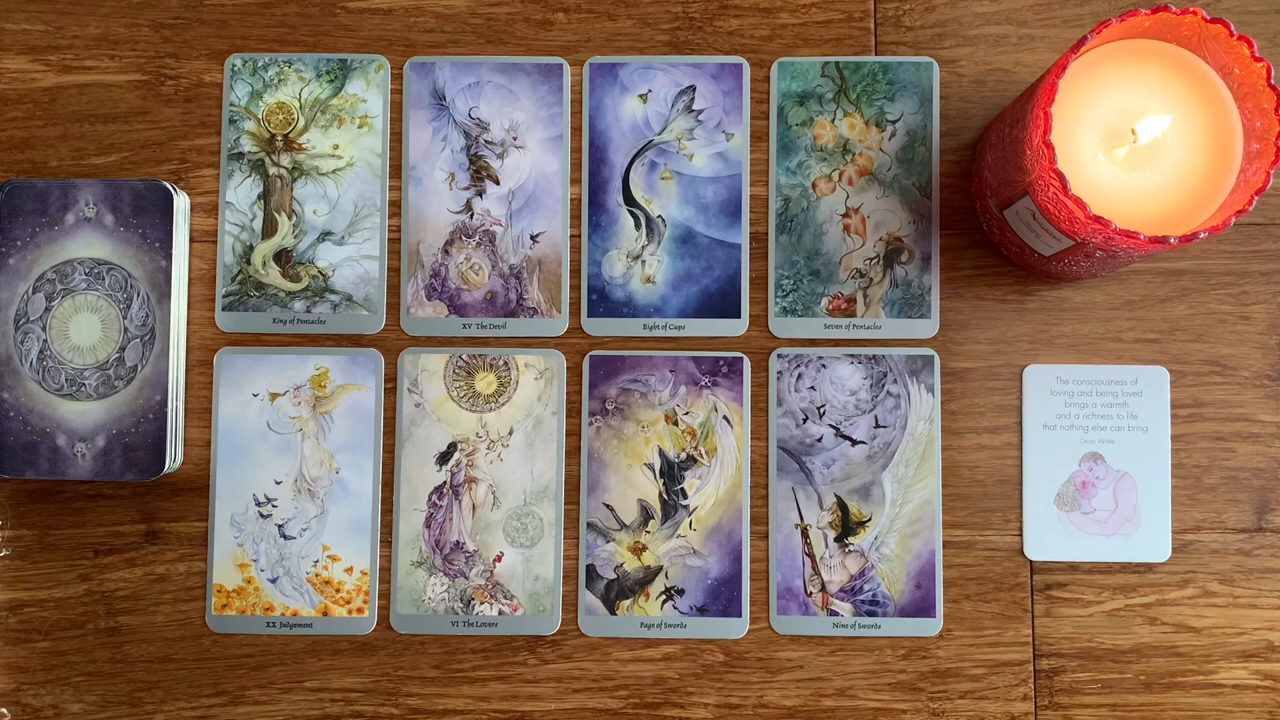 King of Pentacles
XV The Devil
Eight of Cups
Seven of Pentacles
XX Judgement
VI The Lovers
Page of Swords
Nine of Swords
The consciousness of
loving and being loved
brings a warmth
and a richness to life
that nothing else can bring.
Oscar Wilde